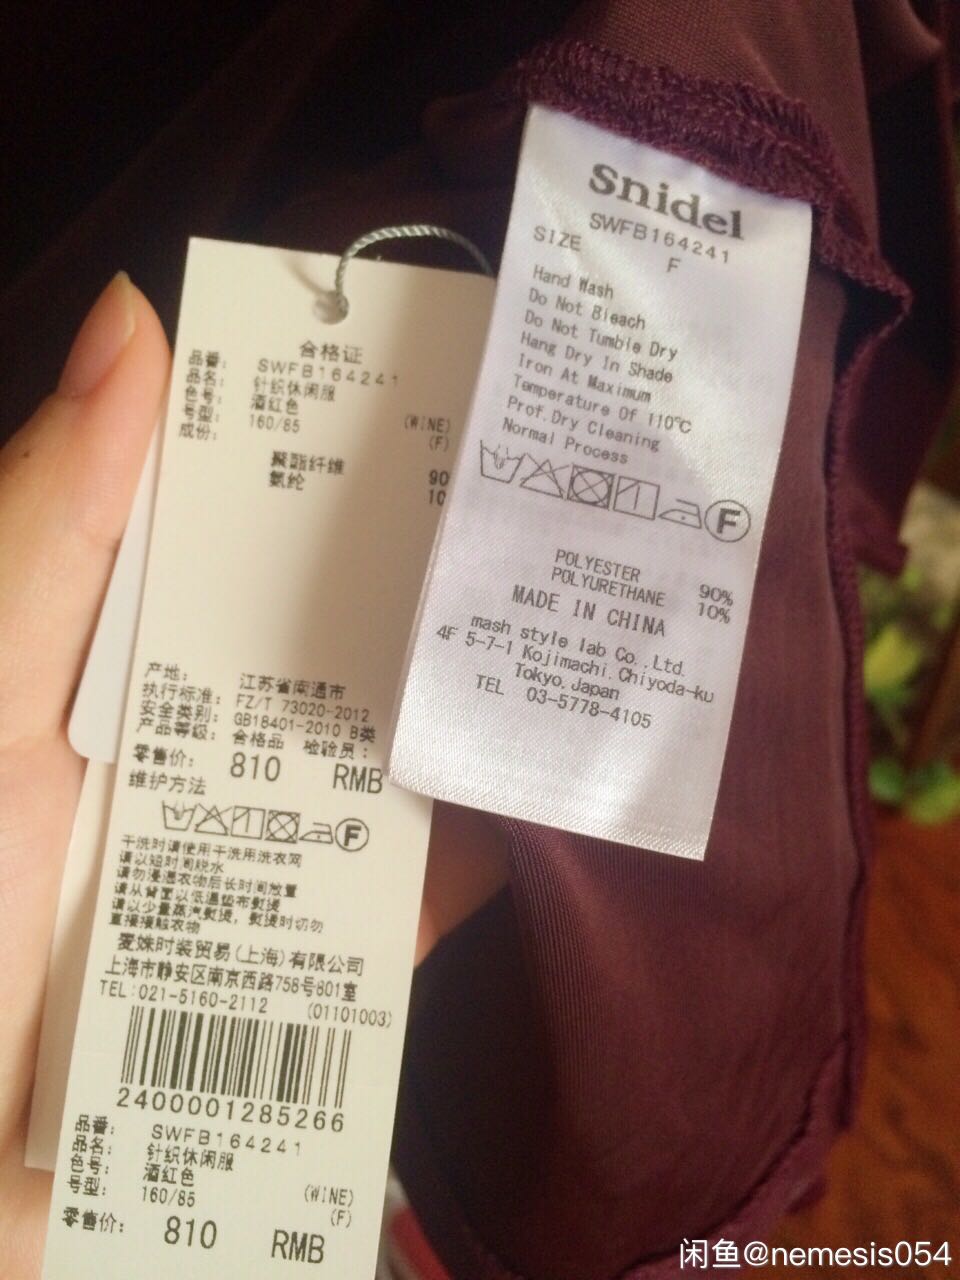 合格证
品番: SWFB164241
品名: 针织休闲服
色号: 酒红色 (WINE)
号型: 160/85 (F)
成份:
聚酯纤维 90
氨纶 10
产地: 江苏省南通市
执行标准: FZ/T 73020-2012
安全类别: GB18401-2010 B类
产品等级: 合格品 检验员:
零售价: 810 RMB
维护方法
F
干洗时请使用干洗用洗衣网
请以短时间脱水
请勿浸湿衣物后长时间放置
请从背面以低温垫布熨烫
请以少量蒸汽熨烫，熨烫时切勿
直接接触衣物
爱姝时装贸易(上海)有限公司
上海市静安区南京西路758号801室
TEL:021-5160-2112 (01101003)
2400001285266
品番: SWFB164241
品名: 针织休闲服
色号: 酒红色 (WINE)
号型: 160/85 (F)
零售价: 810 RMB
snidel
SWFB164241
SIZE F
Hand Wash
Do Not Bleach
Do Not Tumble Dry
Hang Dry In Shade
Iron At Maximum
Temperature Of 110℃
Prof. Dry Cleaning
Normal Process
F
POLYESTER 90%
POLYURETHANE 10%
MADE IN CHINA
mash style lab Co., Ltd.
4F 5-7-1 Kojimachi, Chiyoda-ku
Tokyo, Japan
TEL 03-5778-4105
闲鱼@nemesis054